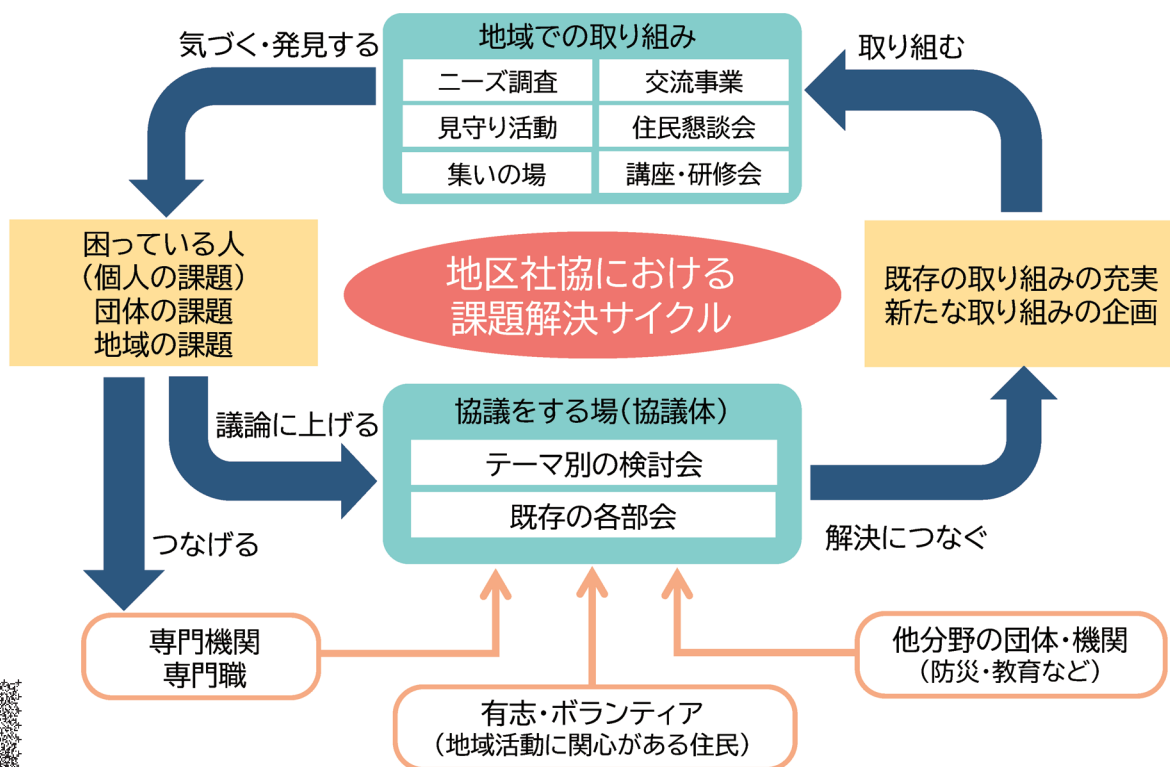 気づく・発見する
地域での取り組み
取り組む
ニーズ調査
交流事業
見守り活動
住民懇談会
集いの場
講座・研修会
困っている人
(個人の課題)
団体の課題
地域の課題
地区社協における
課題解決サイクル
既存の取り組みの充実
新たな取り組みの企画
議論に上げる
協議をする場(協議体)
テーマ別の検討会
既存の各部会
つなげる
解決につなぐ
専門機関
専門職
有志・ボランティア
(地域活動に関心がある住民)
他分野の団体・機関
(防災・教育など)